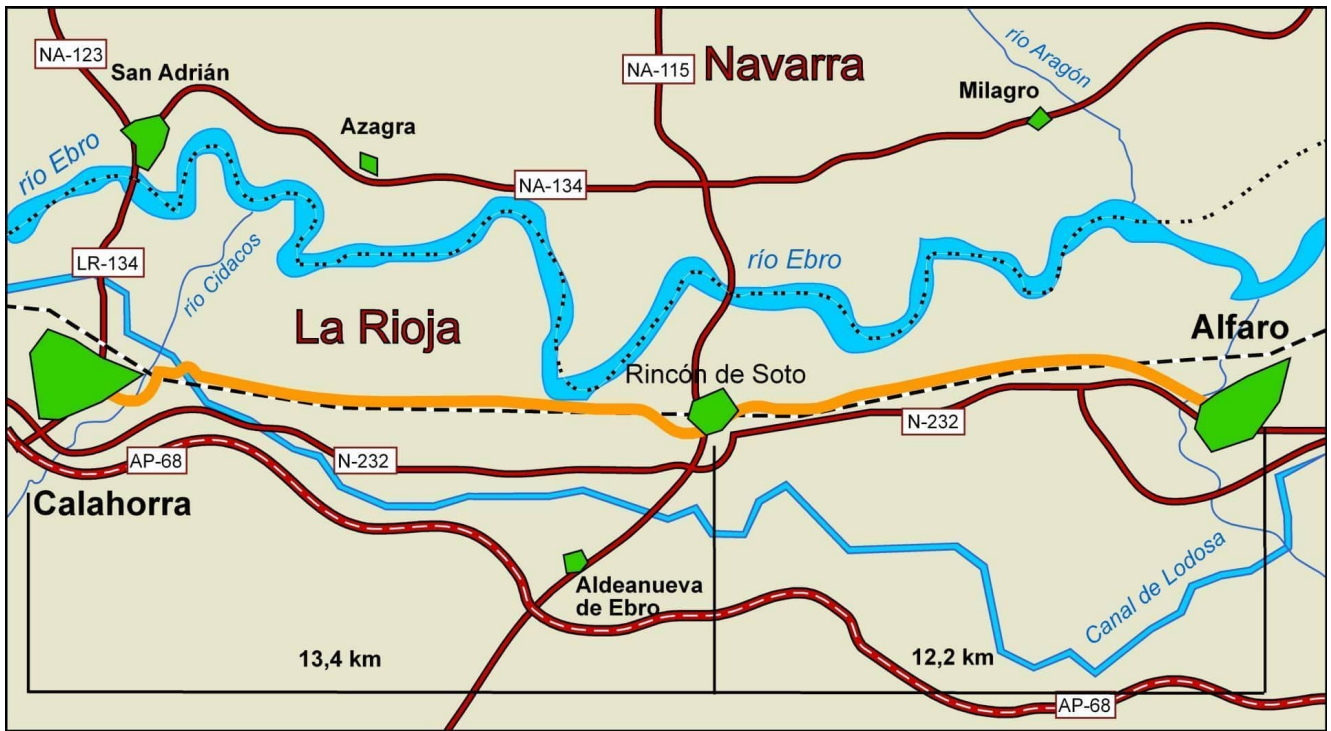 NA-123
San Adrián
Azagra
NA-115
Navarra
Milagro
río Aragón
río Ebro
NA-134
LR-134
río Cidacos
río Ebro
La Rioja
Alfaro
Rincón de Soto
N-232
AP-68
N-232
Calahorra
Aldeanueva
de Ebro
Canal de Lodosa
13,4 km
12,2 km
AP-68